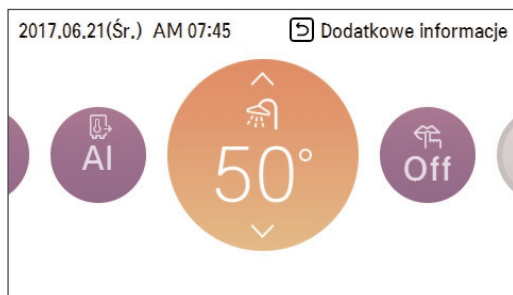 2017.06.21(Śr.) AM 07:45
Dodatkowe informacje
AI
50°
Off